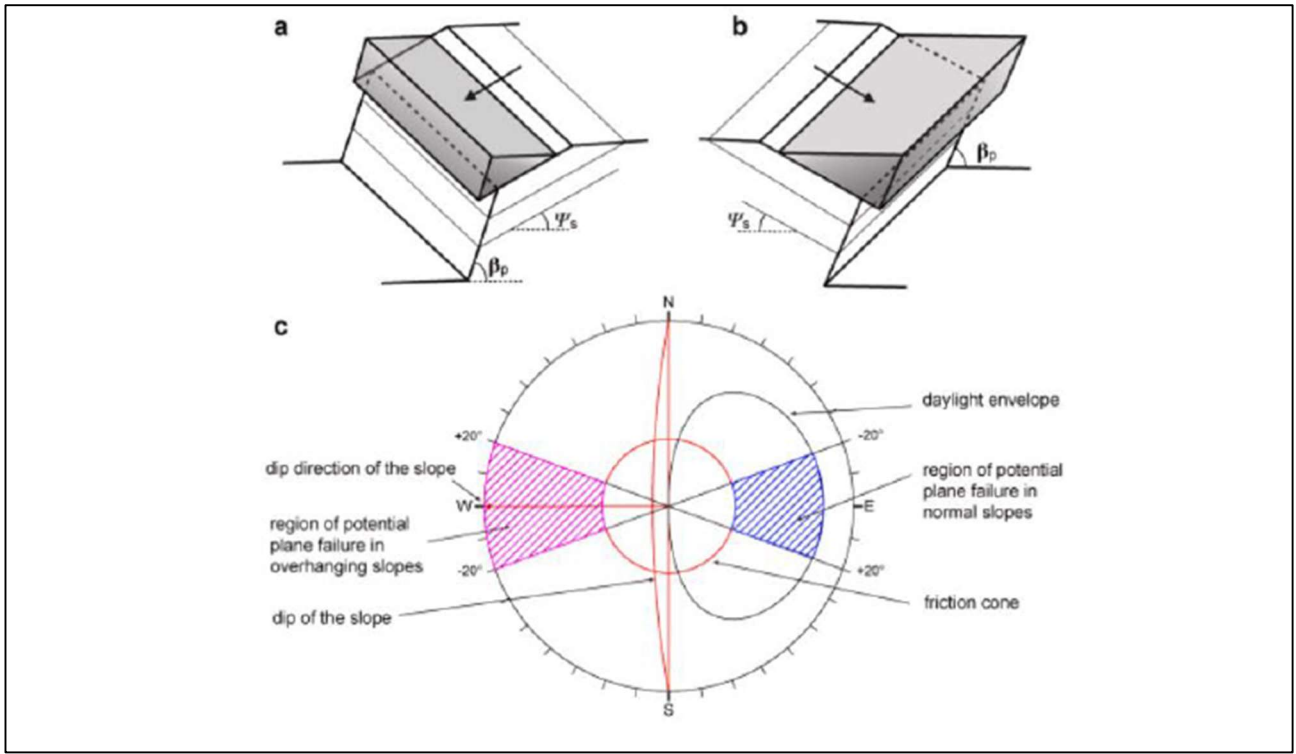 a
b
βp
Ψs
Ψs
βp
c
N
daylight envelope
+20°
-20°
dip direction of the slope
region of potential
plane failure in
normal slopes
W
E
region of potential
plane failure in
overhanging slopes
-20°
+20°
friction cone
dip of the slope
S